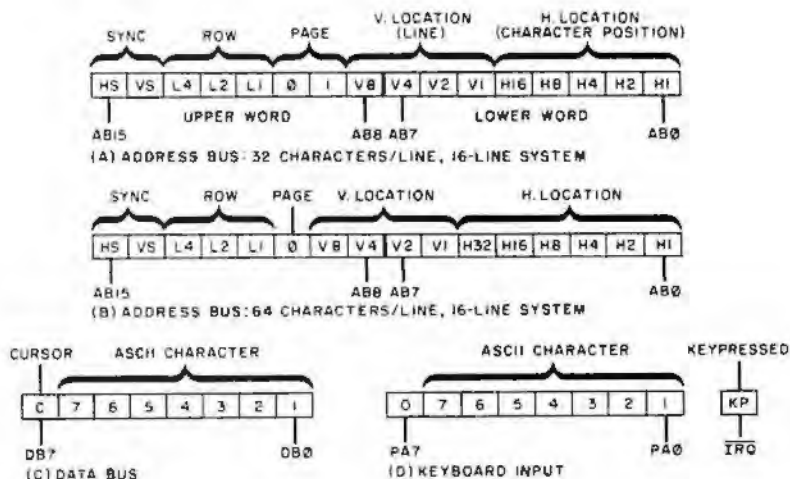 V. LOCATION H. LOCATION
SYNC ROW PAGE (LINE) (CHARACTER POSITION)
HS VS L4 L2 L1 0 1 V8 V4 V2 V1 H16 H8 H4 H2 H1
UPPER WORD LOWER WORD
AB15 AB8 AB7 AB0
(A) ADDRESS BUS: 32 CHARACTERS/LINE, 16-LINE SYSTEM
SYNC ROW PAGE V. LOCATION H. LOCATION
HS VS L4 L2 L1 0 V8 V4 V2 V1 H32 H16 H8 H4 H2 H1
AB15 AB8 AB7 AB0
(B) ADDRESS BUS: 64 CHARACTERS/LINE, 16-LINE SYSTEM
CURSOR ASCII CHARACTER ASCII CHARACTER KEYPRESSED
C 7 6 5 4 3 2 1 0 7 6 5 4 3 2 1 KP
DB7 DB0 PA7 PA0 IRQ
(C) DATA BUS (D) KEYBOARD INPUT